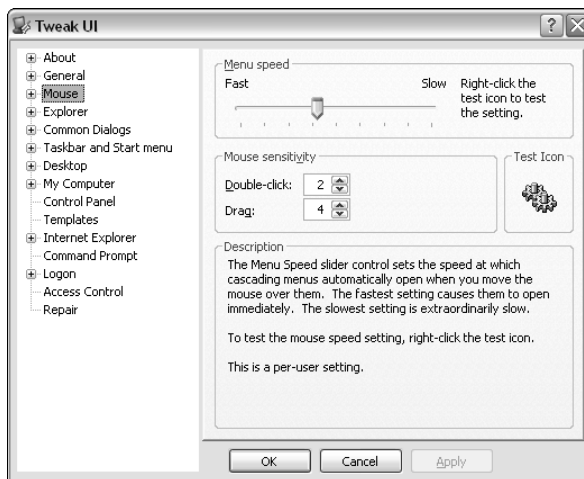 Tweak UI
About
General
Mouse
Explorer
Common Dialogs
Taskbar and Start menu
Desktop
My Computer
Control Panel
Templates
Internet Explorer
Command Prompt
Logon
Access Control
Repair
Menu speed
Fast
Slow
Right-click the
test icon to test
the setting.
Mouse sensitivity
Double-click: 2
Drag: 4
Test Icon
Description
The Menu Speed slider control sets the speed at which
cascading menus automatically open when you move the
mouse over them. The fastest setting causes them to open
immediately. The slowest setting is extraordinarily slow.
To test the mouse speed setting, right-click the test icon.
This is a per-user setting.
OK
Cancel
Apply